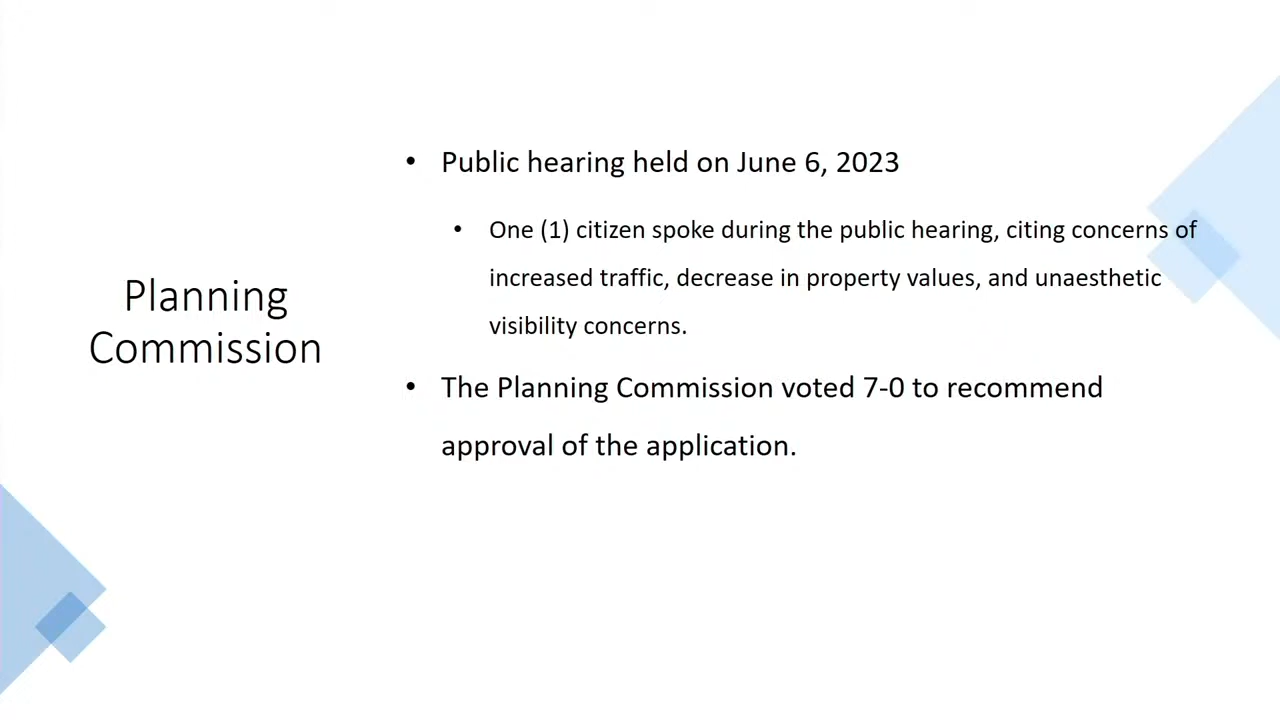 Planning
Commission
• Public hearing held on June 6, 2023
• One (1) citizen spoke during the public hearing, citing concerns of
increased traffic, decrease in property values, and unaesthetic
visibility concerns.
• The Planning Commission voted 7-0 to recommend
approval of the application.